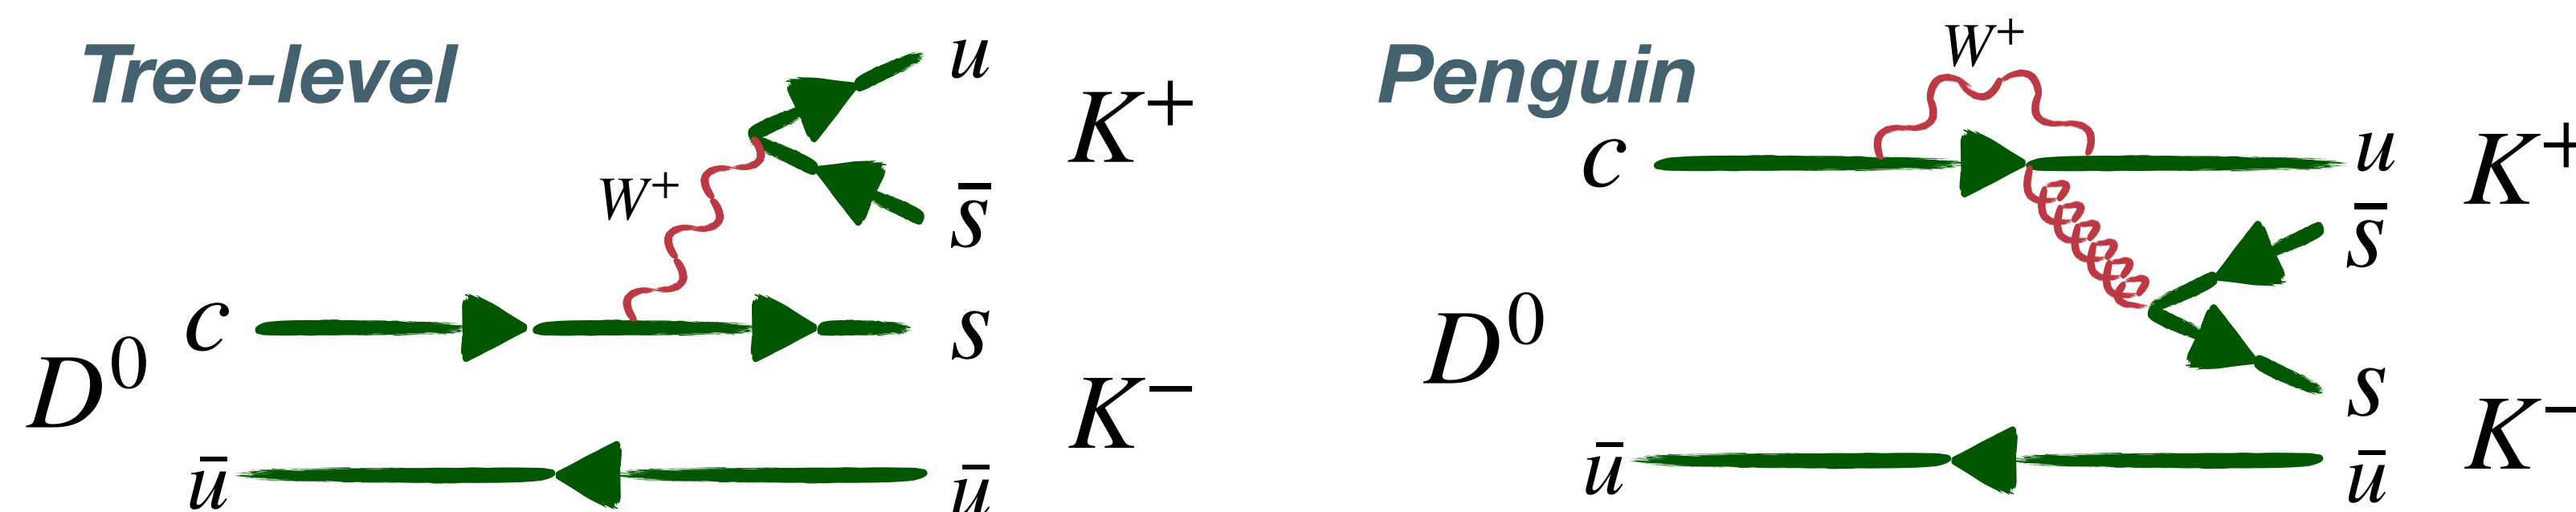 Tree-level
u
K⁺
W⁺
s̄
c
s
D⁰
K⁻
ū
ū
Penguin
W⁺
c
u
K⁺
s̄
D⁰
s
K⁻
ū
ū